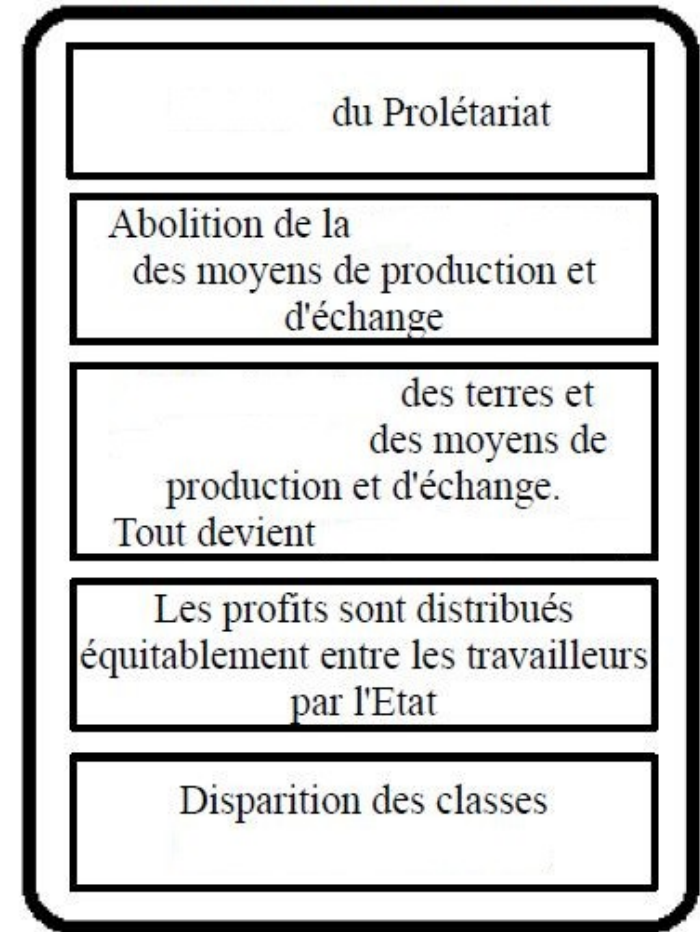 du Prolétariat
Abolition de la
des moyens de production et
d'échange
des terres et
des moyens de
production et d'échange.
Tout devient
Les profits sont distribués
équitablement entre les travailleurs
par l'Etat
Disparition des classes